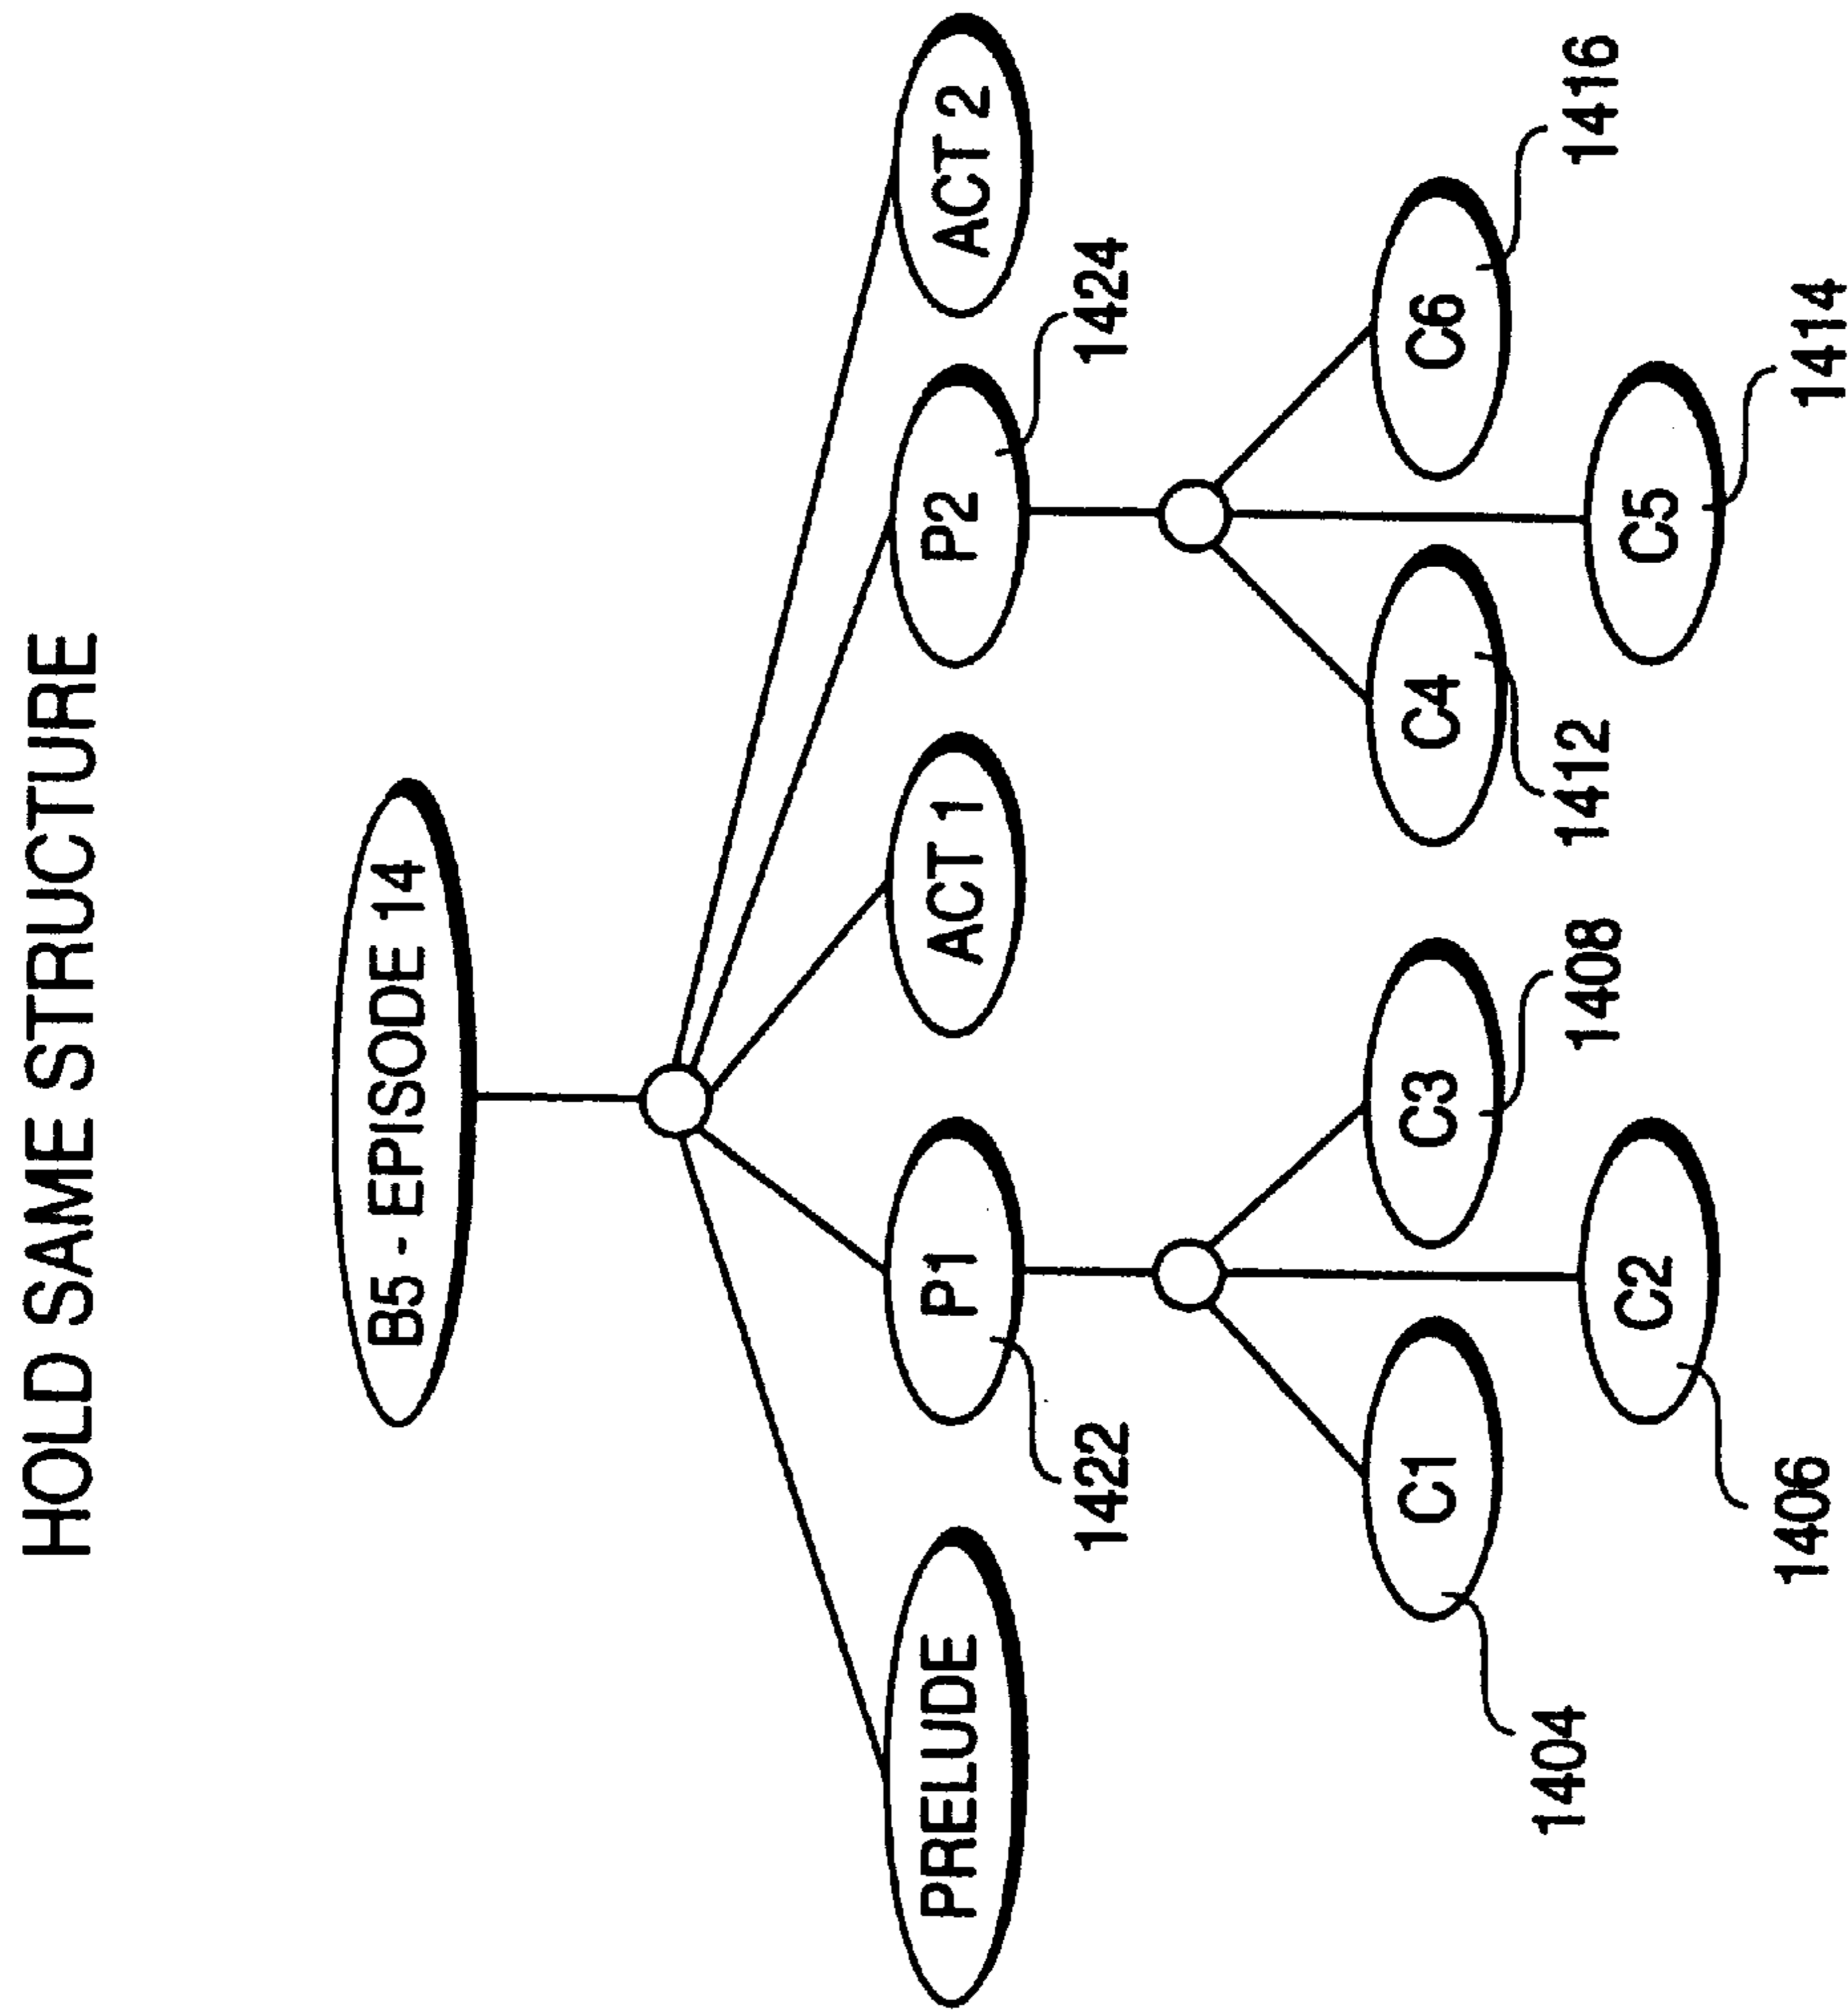 HOLD SAME STRUCTURE
B5 - EPISODE 14
PRELUDE
P1
ACT 1
P2
ACT 2
1422
1424
C1
C3
C4
C6
1404
1408
1412
1416
C2
C5
1406
1414